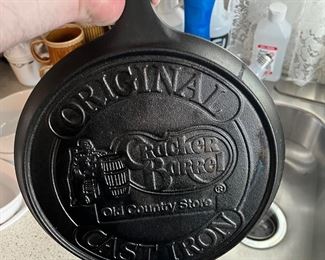 ORIGINAL
Cracker
Barrel
®
Old Country Store
CAST IRON